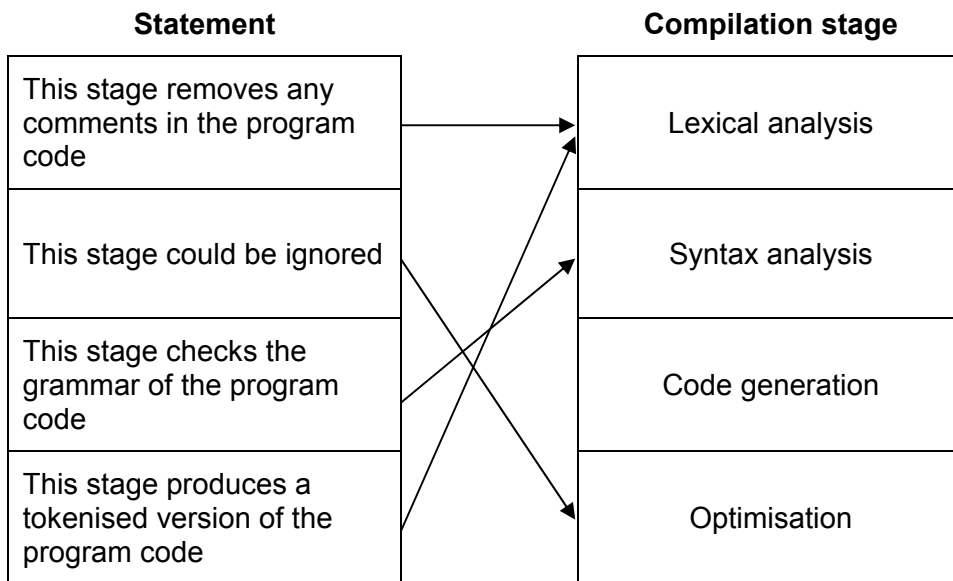 Statement
Compilation stage
This stage removes any
comments in the program
code
Lexical analysis
This stage could be ignored
Syntax analysis
This stage checks the
grammar of the program
code
Code generation
This stage produces a
tokenised version of the
program code
Optimisation